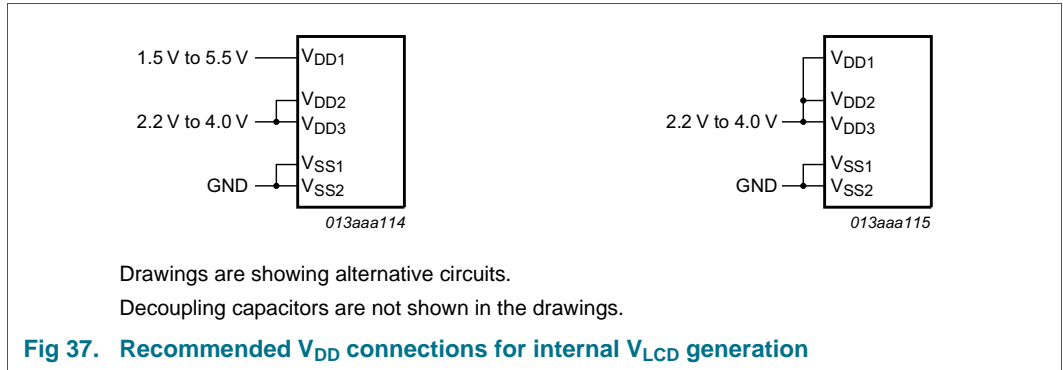 1.5 V to 5.5 V
VDD1
VDD2
2.2 V to 4.0 V
VDD3
VSS1
GND
VSS2
013aaa114
VDD1
VDD2
2.2 V to 4.0 V
VDD3
VSS1
GND
VSS2
013aaa115
Drawings are showing alternative circuits.
Decoupling capacitors are not shown in the drawings.
Fig 37. Recommended VDD connections for internal VLCD generation